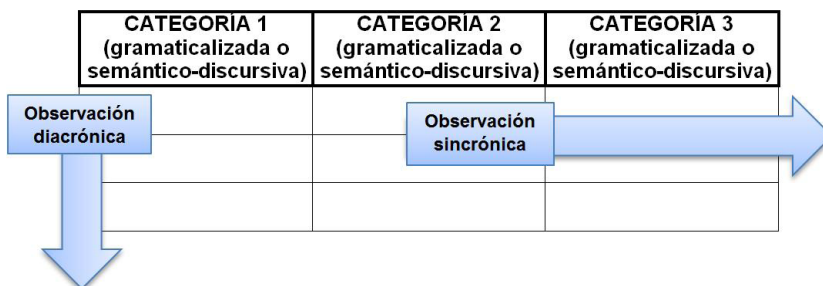 CATEGORÍA 1
(gramaticalizada o
semántico-discursiva)
CATEGORÍA 2
(gramaticalizada o
semántico-discursiva)
CATEGORÍA 3
(gramaticalizada o
semántico-discursiva)
Observación
diacrónica
Observación
sincrónica